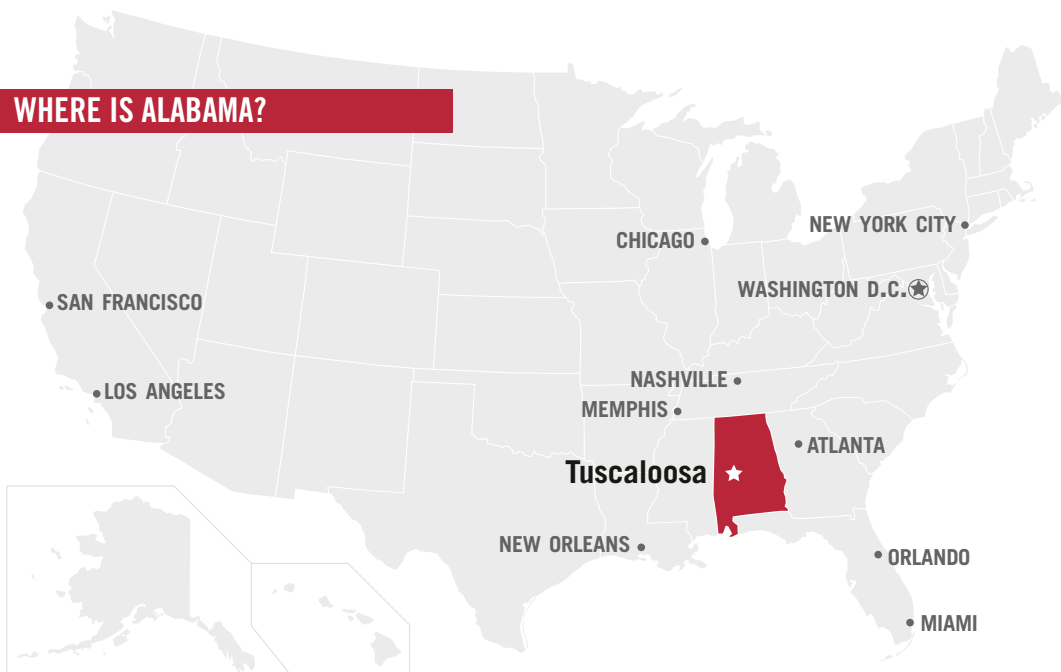 WHERE IS ALABAMA?
NEW YORK CITY
CHICAGO
WASHINGTON D.C.
SAN FRANCISCO
NASHVILLE
LOS ANGELES
MEMPHIS
ATLANTA
Tuscaloosa
NEW ORLEANS
ORLANDO
MIAMI